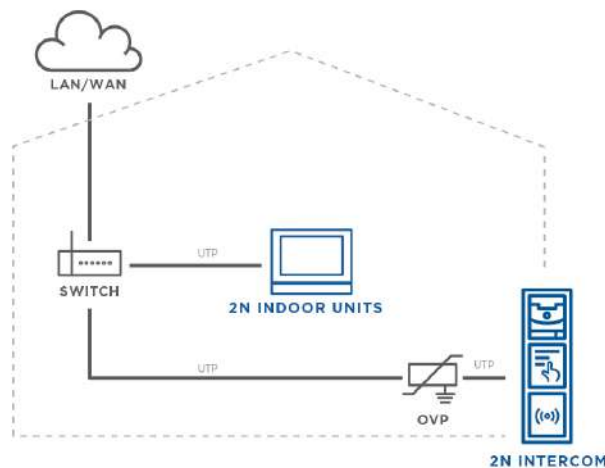 LAN/WAN
UTP
SWITCH
2N INDOOR UNITS
UTP
UTP
OVP
2N INTERCOM